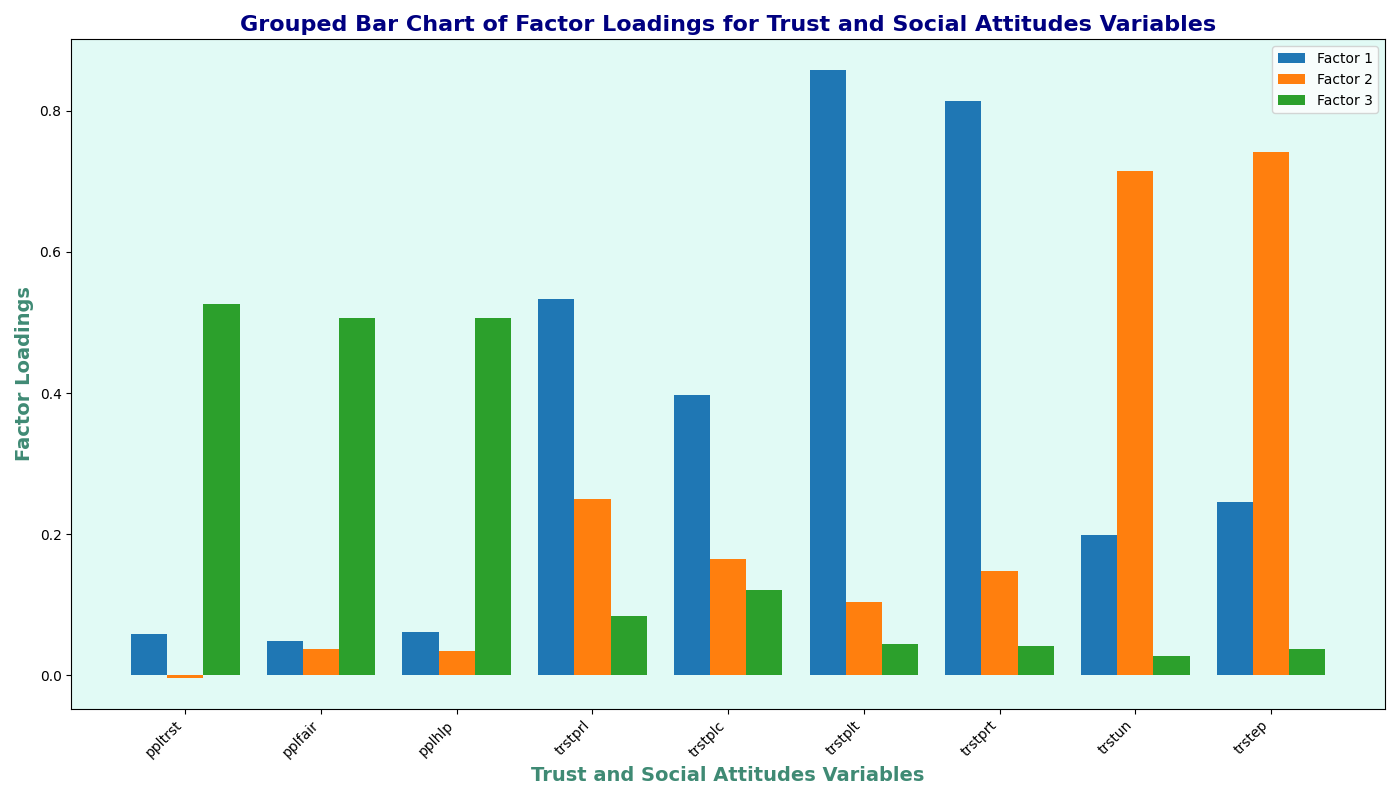 Grouped Bar Chart of Factor Loadings for Trust and Social Attitudes Variables
Factor 1
Factor 2
Factor 3
Factor Loadings
0.8
0.6
0.4
0.2
0.0
ppltrst
pplfair
pplhlp
trstprl
trstplc
trstplt
trstprt
trstun
trstep
Trust and Social Attitudes Variables